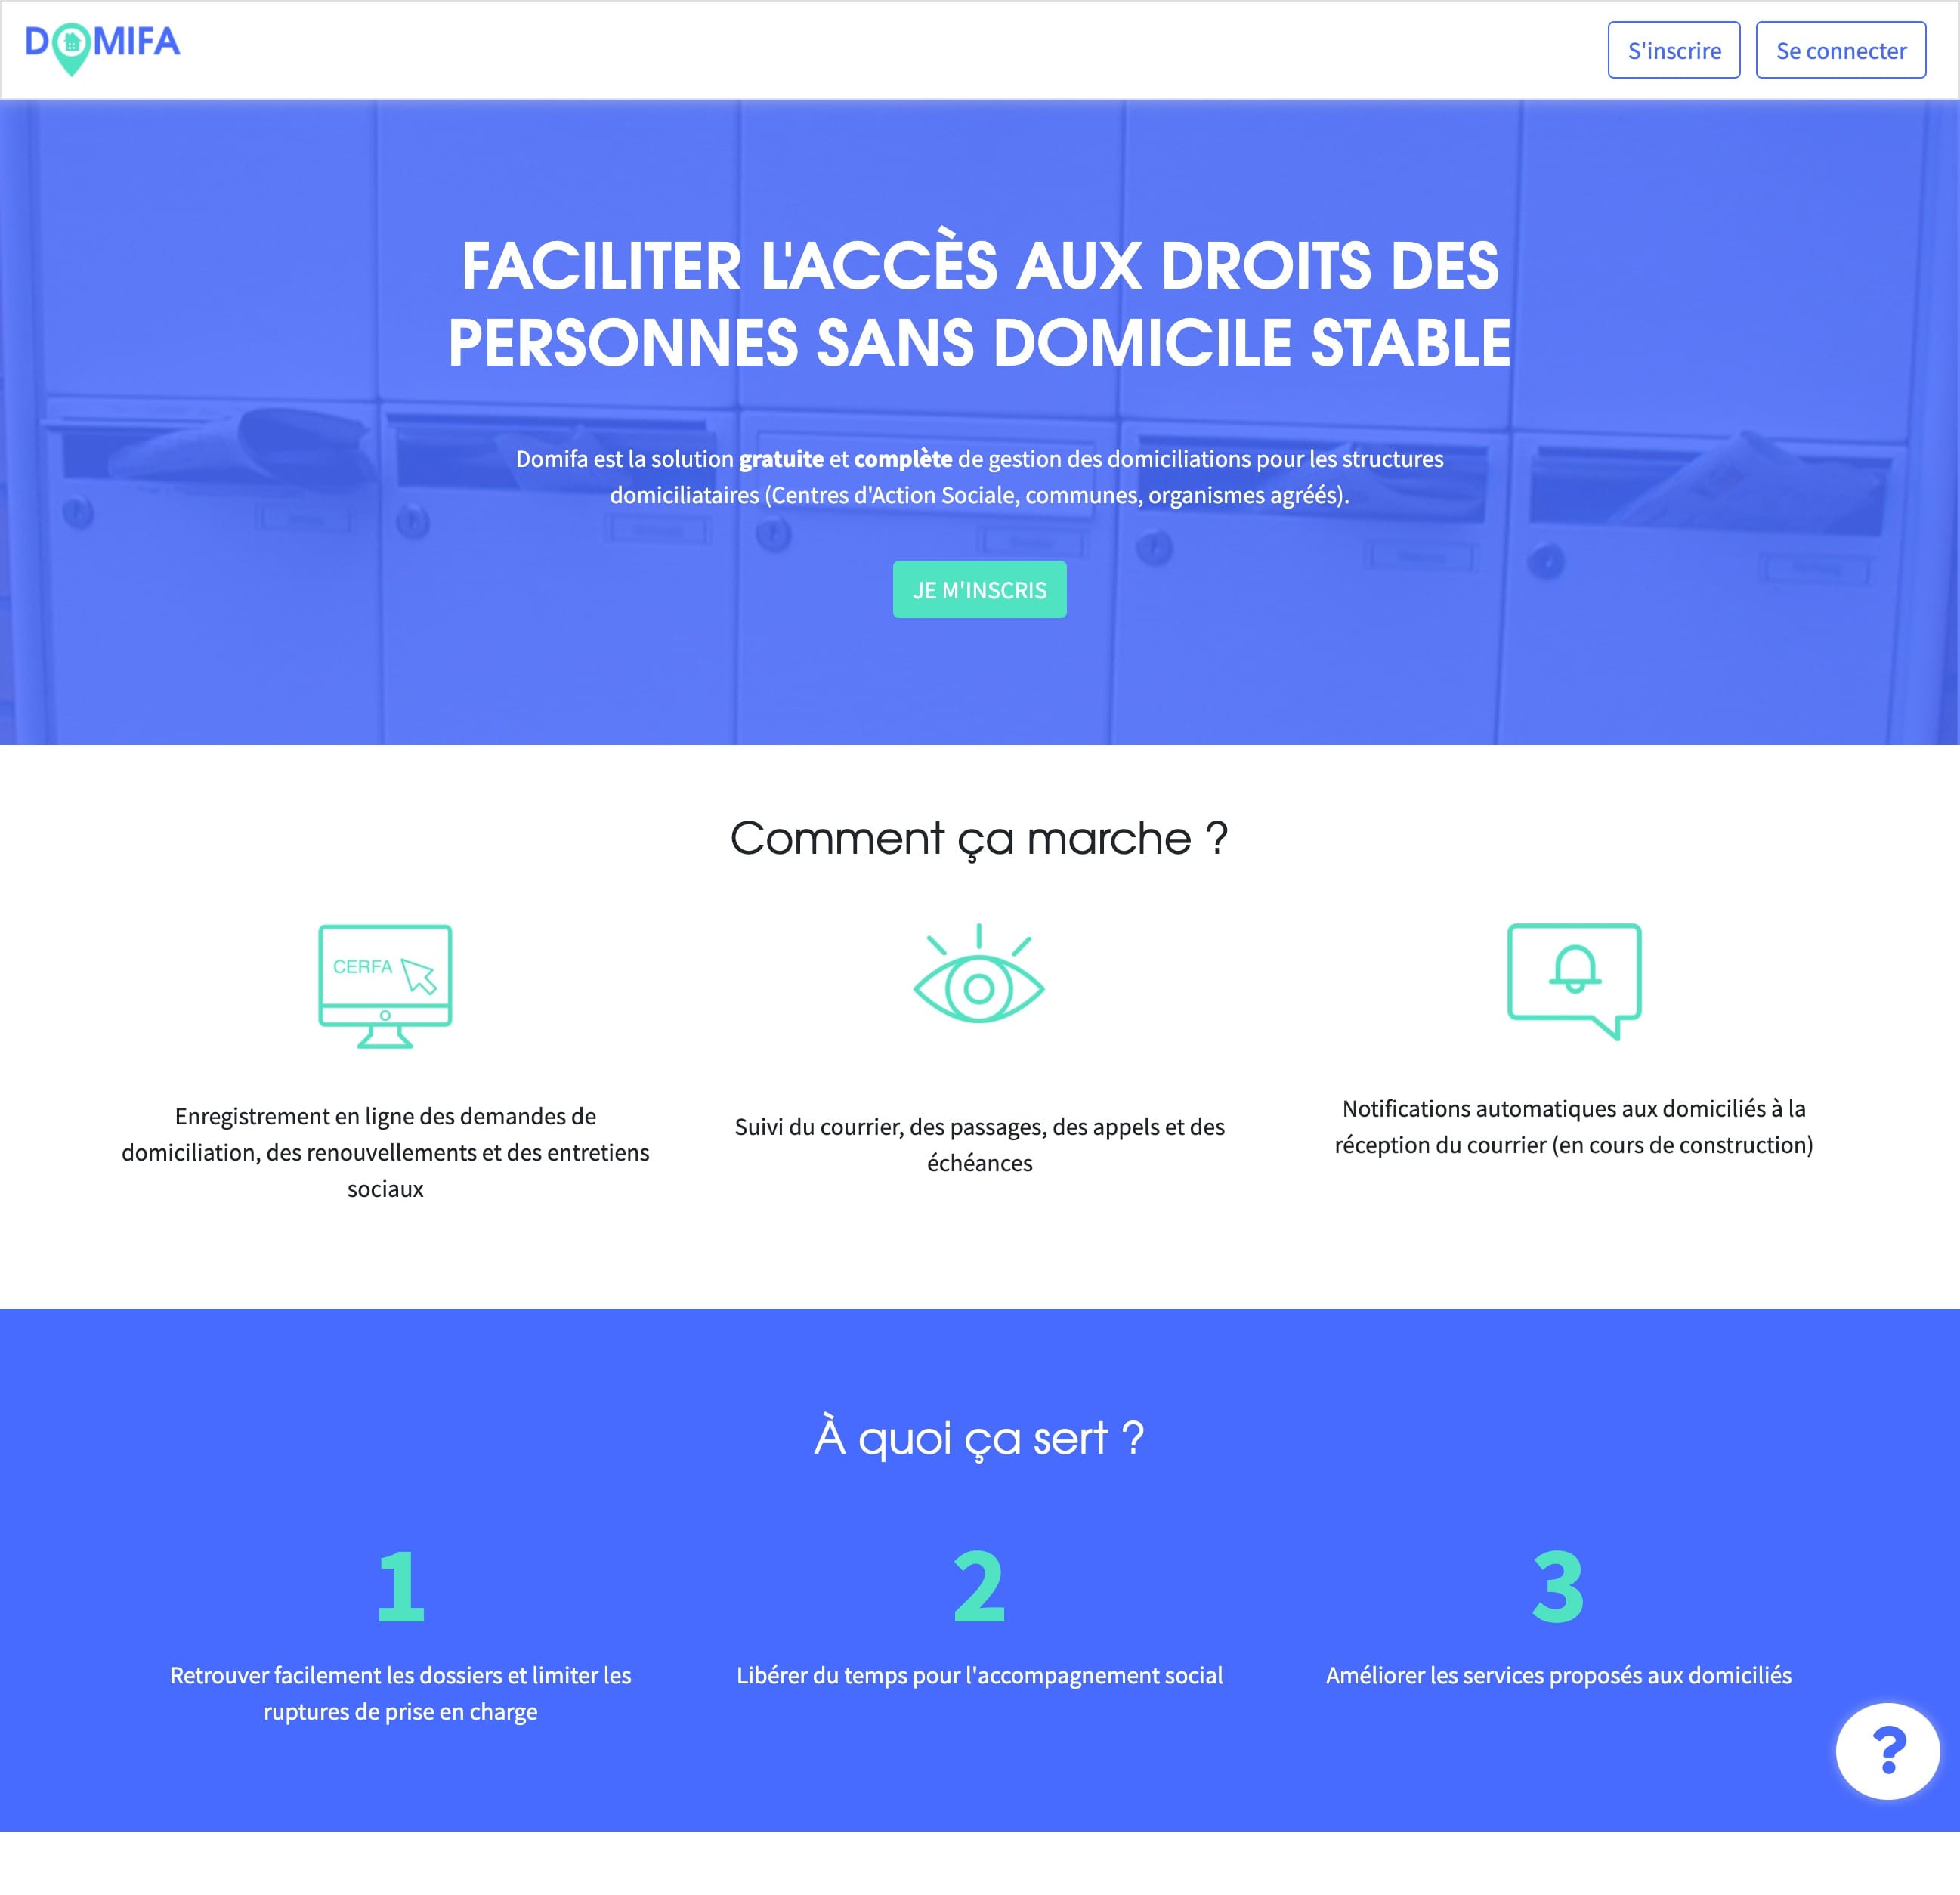 DOMIFA
S'inscrire
Se connecter
FACILITER L'ACCÈS AUX DROITS DES
PERSONNES SANS DOMICILE STABLE
Domifa est la solution gratuite et complète de gestion des domiciliations pour les structures
domiciliataires (Centres d'Action Sociale, communes, organismes agréés).
JE M'INSCRIS
Comment ça marche ?
CERFA
Enregistrement en ligne des demandes de
domiciliation, des renouvellements et des entretiens
sociaux
Suivi du courrier, des passages, des appels et des
échéances
Notifications automatiques aux domiciliés à la
réception du courrier (en cours de construction)
À quoi ça sert ?
1
Retrouver facilement les dossiers et limiter les
ruptures de prise en charge
2
Libérer du temps pour l'accompagnement social
3
Améliorer les services proposés aux domiciliés
?